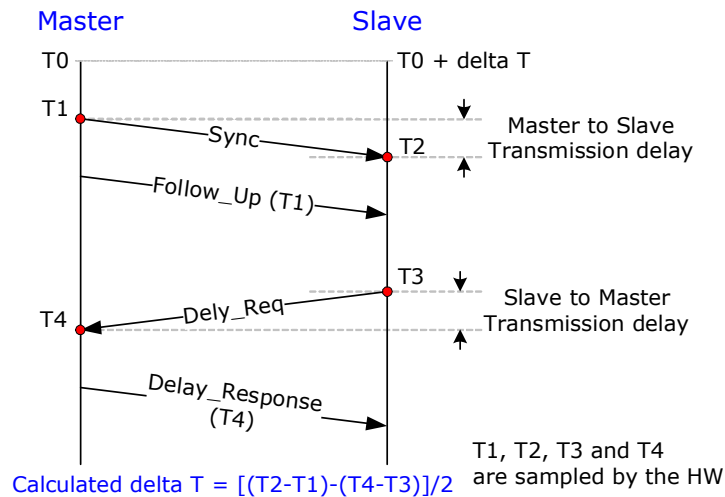 Master
Slave
T0
T0 + delta T
T1
Sync
T2
Master to Slave
Transmission delay
Follow_Up (T1)
T3
Dely_Req
T4
Slave to Master
Transmission delay
Delay_Response
(T4)
T1, T2, T3 and T4
are sampled by the HW
Calculated delta T = [(T2-T1)-(T4-T3)]/2